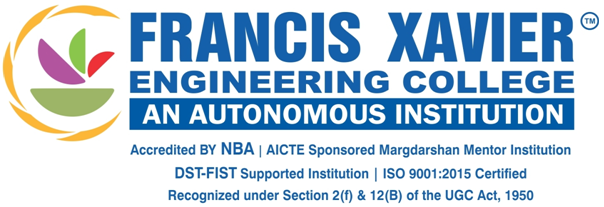 FRANCIS XAVIER TM
ENGINEERING COLLEGE
AN AUTONOMOUS INSTITUTION
Accredited BY NBA | AICTE Sponsored Margdarshan Mentor Institution
DST-FIST Supported Institution | ISO 9001:2015 Certified
Recognized under Section 2(f) & 12(B) of the UGC Act, 1950